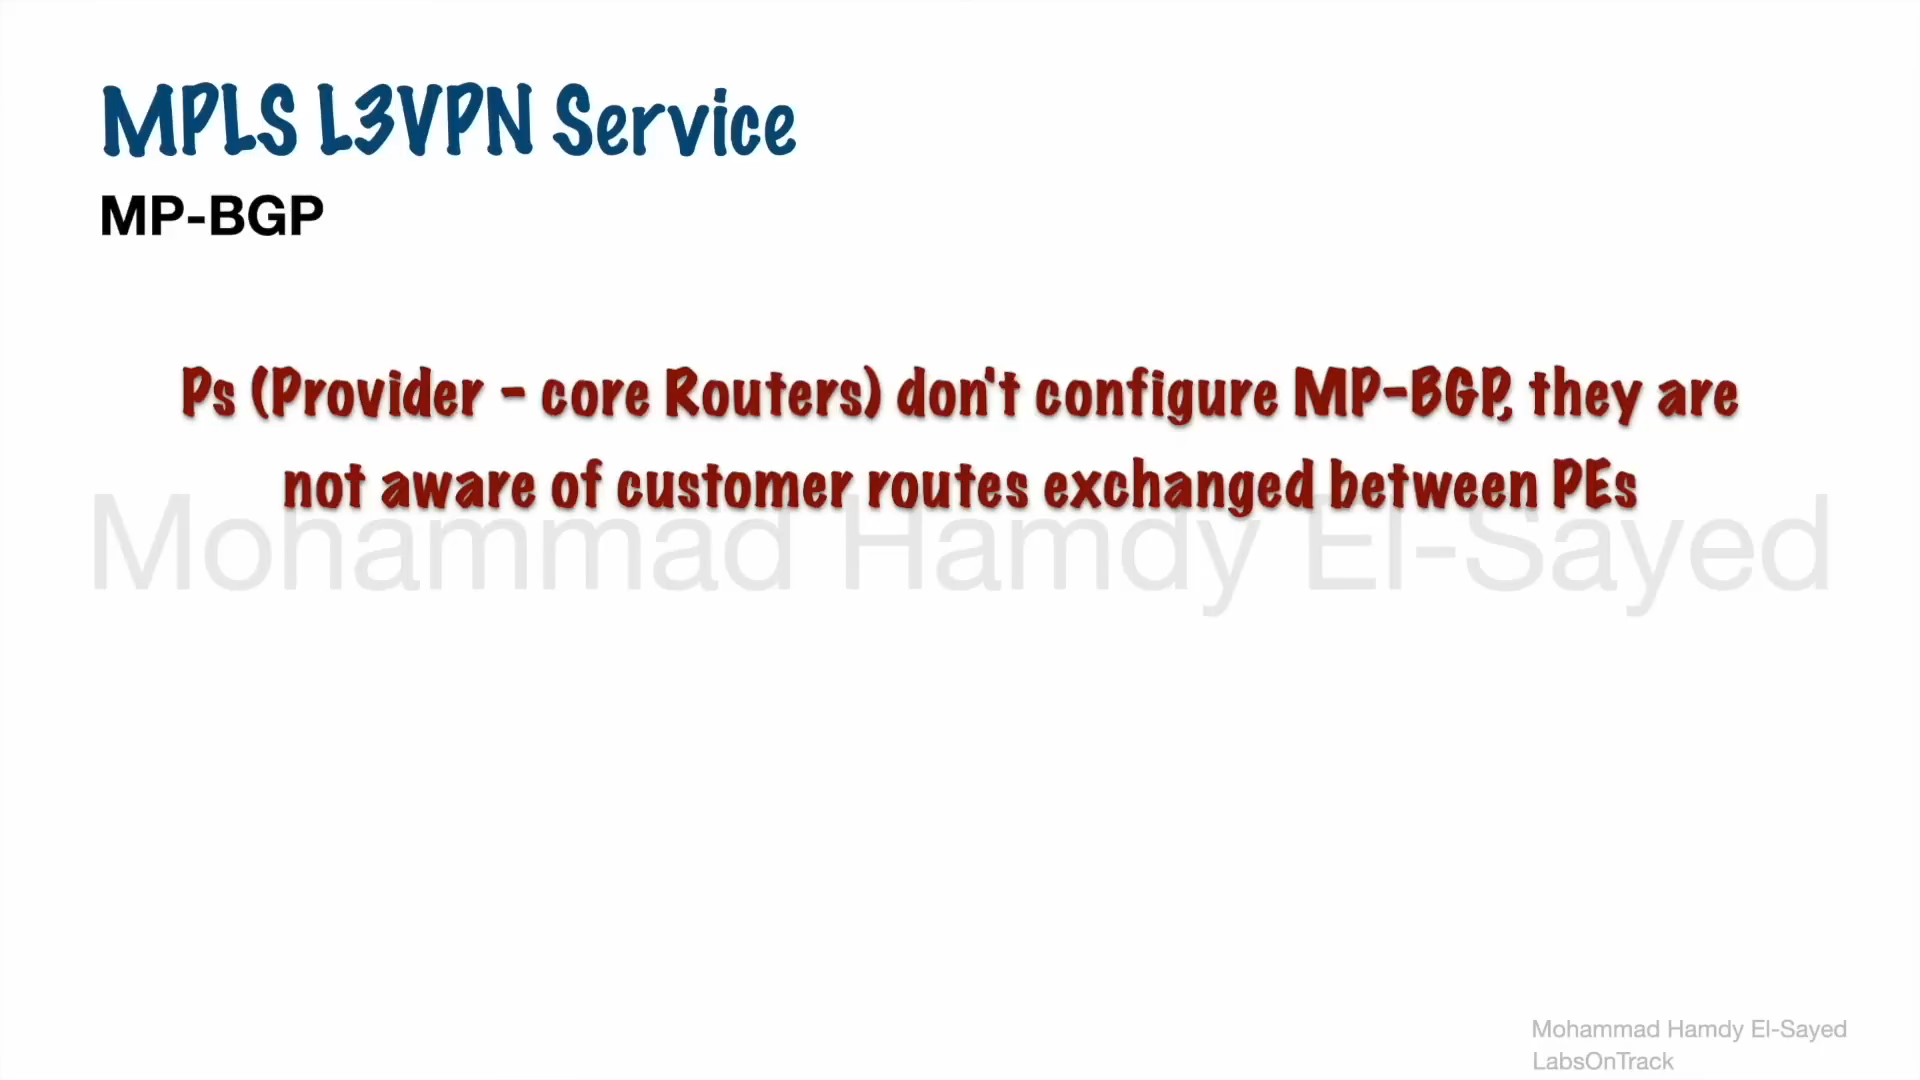 MPLS L3VPN Service
MP-BGP
Ps (Provider - core Routers) don't configure MP-BGP, they are
not aware of customer routes exchanged between PEs
Mohammad Hamdy El-Sayed
Mohammad Hamdy El-Sayed
LabsOnTrack